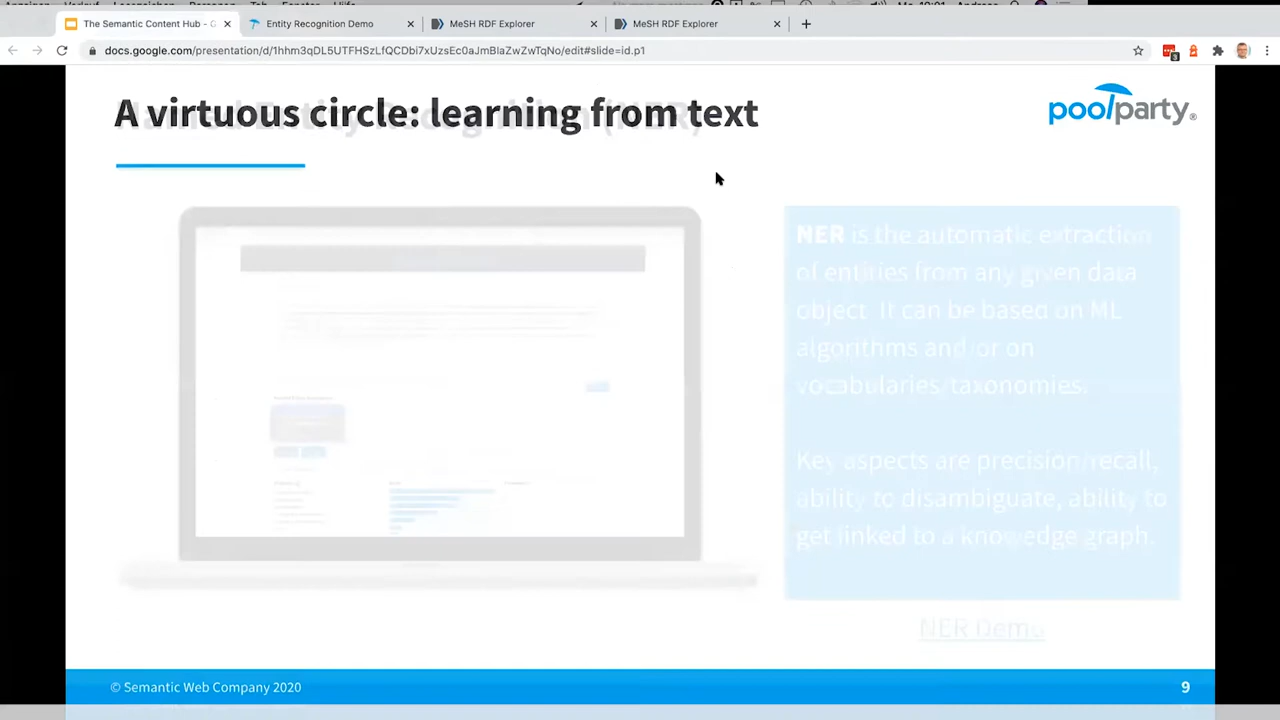 The Semantic Content Hub - G
Entity Recognition Demo
MeSH RDF Explorer
MeSH RDF Explorer
docs.google.com/presentation/d/1hhm3qDL5UTFHSzLfQCDbi7xUzsEc0aJmBlaZwZwTqNo/edit#slide=id.p1
A virtuous circle: learning from text
poolparty®
NER is the automatic extraction
of entities from any given data
object. It can be based on ML
algorithms and/or on
vocabularies/taxonomies.
Key aspects are precision/recall,
ability to disambiguate, ability to
get linked to a knowledge graph.
NER Demo
© Semantic Web Company 2020
9